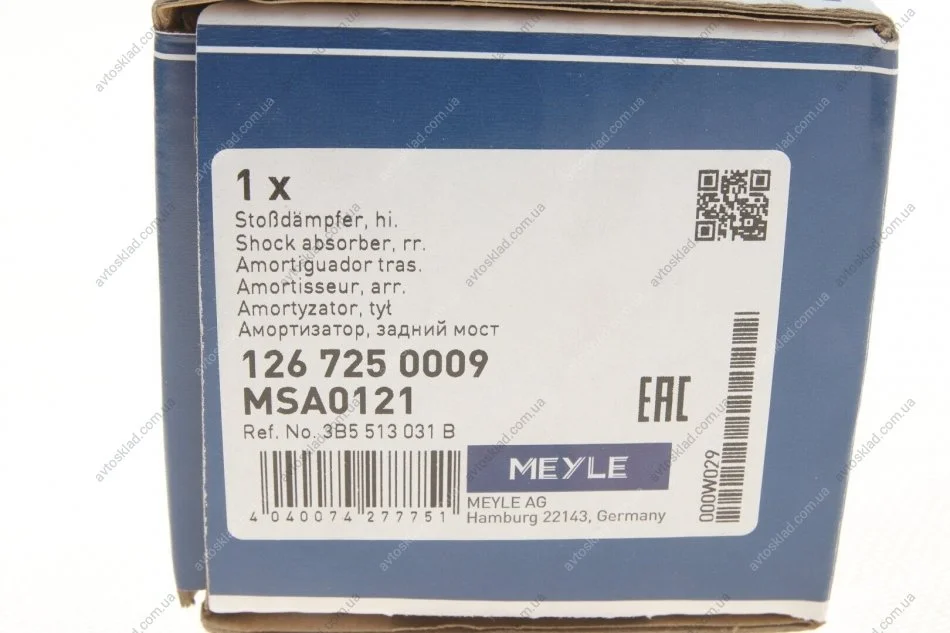 1 x
Stoßdämpfer, hi.
Shock absorber, rr.
Amortiguador tras.
Amortisseur, arr.
Amortyzator, tył
Амортизатор, задний мост
126 725 0009
MSA0121
Ref. No. 3B5 513 031 B
EAC
MEYLE
MEYLE AG
Hamburg 22143, Germany
4 040074 277751
000W029
avtosklad.com.ua